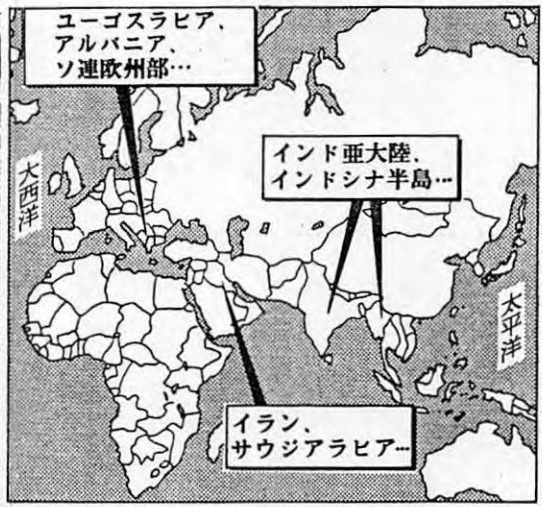 ユーゴスラビア、
アルバニア、
ソ連欧州部…
インド亜大陸、
インドシナ半島…
大西洋
太平洋
イラン、
サウジアラビア…